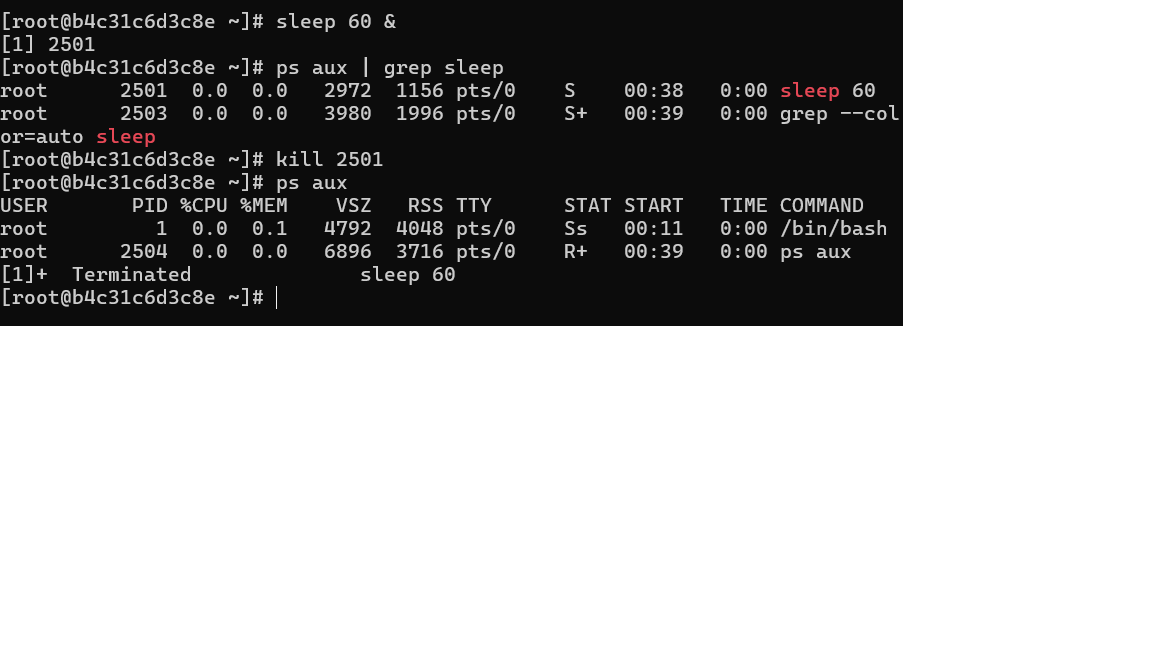 [root@b4c31c6d3c8e ~]# sleep 60 &
[1] 2501
[root@b4c31c6d3c8e ~]# ps aux | grep sleep
root      2501  0.0  0.0   2972  1156 pts/0    S    00:38   0:00 sleep 60
root      2503  0.0  0.0   3980  1996 pts/0    S+   00:39   0:00 grep --col
or=auto sleep
[root@b4c31c6d3c8e ~]# kill 2501
[root@b4c31c6d3c8e ~]# ps aux
USER       PID %CPU %MEM    VSZ   RSS TTY      STAT START   TIME COMMAND
root         1  0.0  0.1   4792  4048 pts/0    Ss   00:11   0:00 /bin/bash
root      2504  0.0  0.0   6896  3716 pts/0    R+   00:39   0:00 ps aux
[1]+  Terminated              sleep 60
[root@b4c31c6d3c8e ~]#